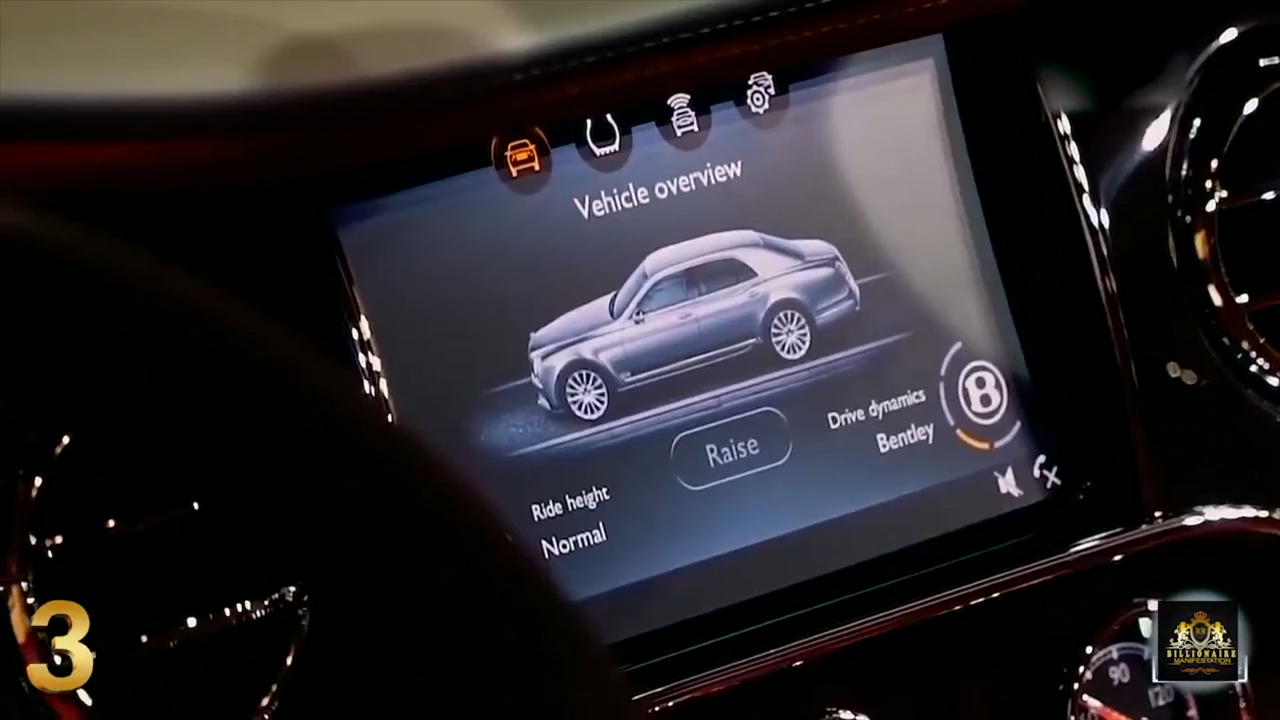 Vehicle overview
Raise
Drive dynamics
Bentley
B
Ride height
Normal
3
90
120
BILLIONAIRE
MANIFESTATION